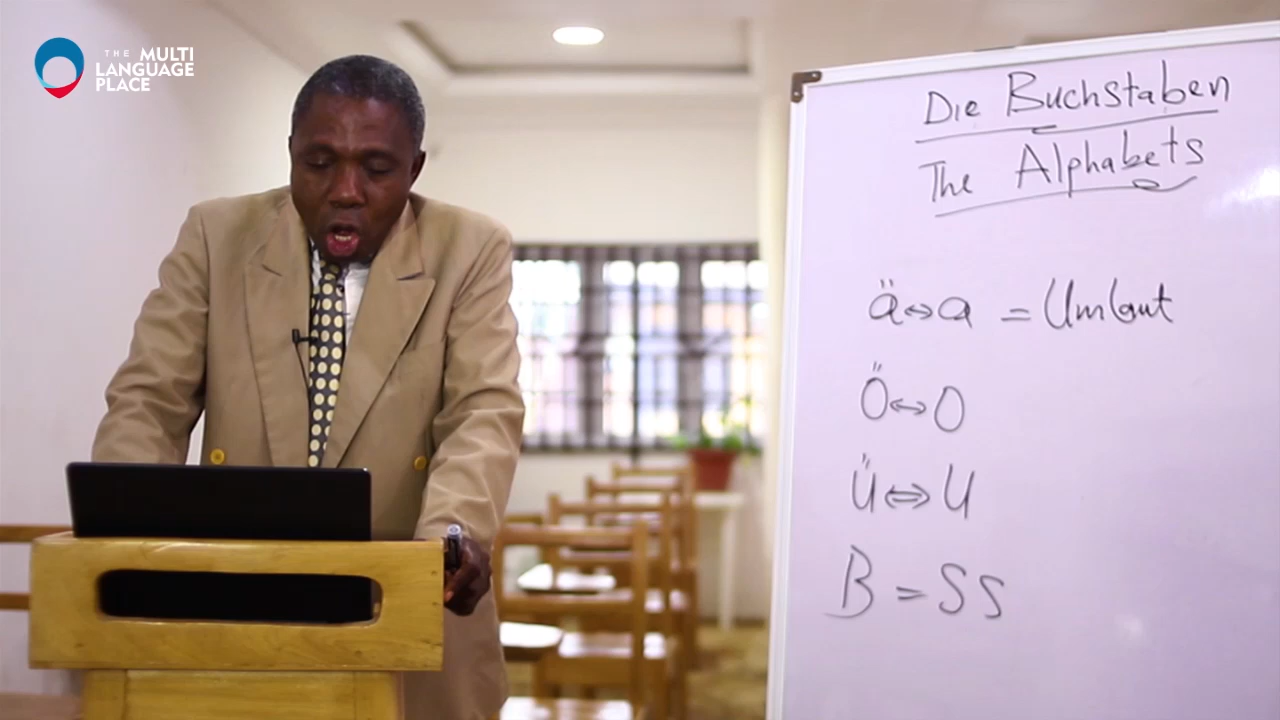 THE MULTI
LANGUAGE
PLACE
Die Buchstaben
The Alphabets
ä ↔ a = Umlaut
Ö ↔ O
Ü ⇔ U
ß = SS